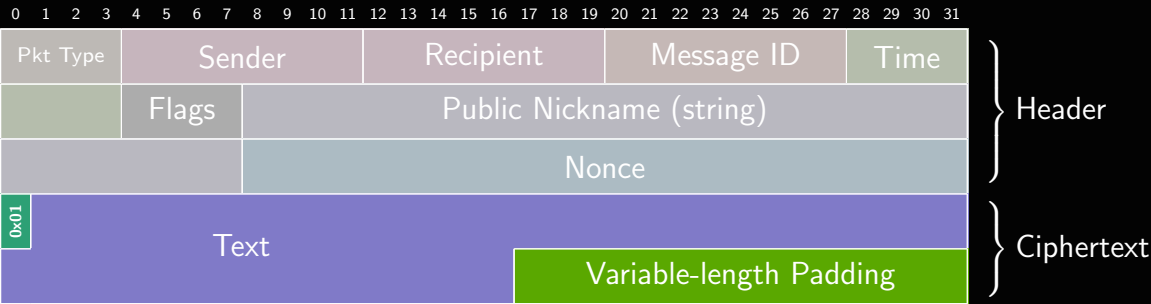 0 1 2 3 4 5 6 7 8 9 10 11 12 13 14 15 16 17 18 19 20 21 22 23 24 25 26 27 28 29 30 31
Pkt Type Sender Recipient Message ID Time
Flags Public Nickname (string) Header
Nonce
0x01 Text Ciphertext
Variable-length Padding